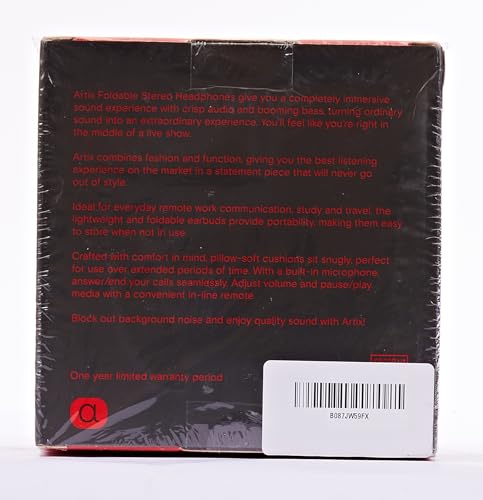 Artix Foldable Stereo Headphones give you a completely immersive
sound experience with crisp audio and booming bass, turning ordinary
sound into an extraordinary experience. You'll feel like you're right in
the middle of a live show.
Artix combines fashion and function, giving you the best listening
experience on the market in a statement piece that will never go
out of style.
Ideal for everyday remote work communication, study and travel, the
lightweight and foldable earbuds provide portability, making them easy
to store when not in use.
Crafted with comfort in mind, pillow-soft cushions sit snugly, perfect
for use over extended periods of time. With a built-in microphone,
answer/end your calls seamlessly. Adjust volume and pause/play
media with a convenient in-line remote.
Block out background noise and enjoy quality sound with Artix!
One year limited warranty period
a
B087JW59FX